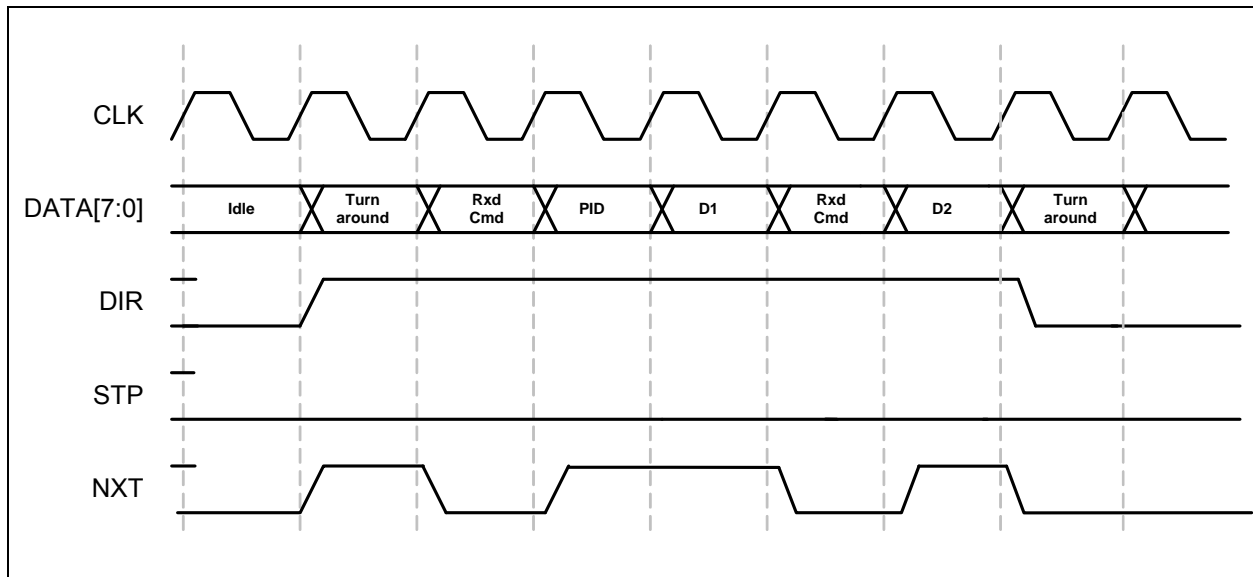 CLK
DATA[7:0]
Idle
Turn
around
Rxd
Cmd
PID
D1
Rxd
Cmd
D2
Turn
around
DIR
STP
NXT